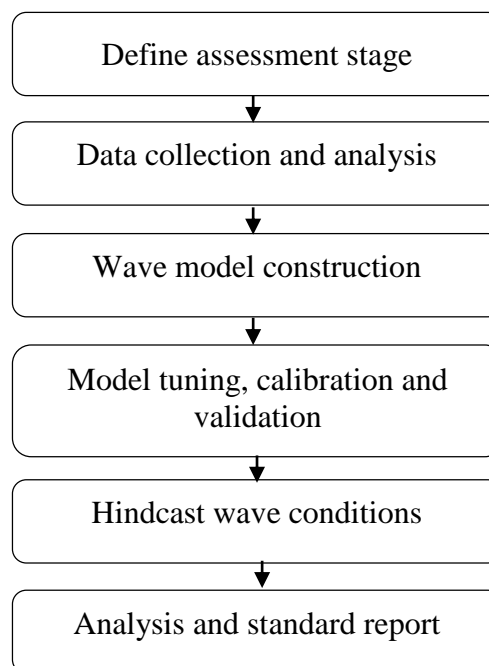 Define assessment stage
Data collection and analysis
Wave model construction
Model tuning, calibration and
validation
Hindcast wave conditions
Analysis and standard report